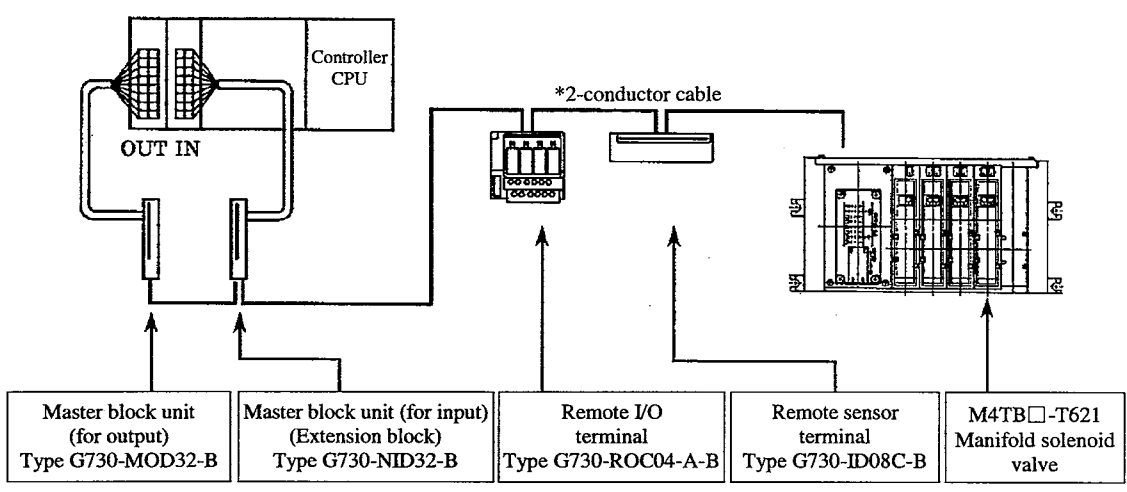 Controller
CPU
*2-conductor cable
OUT IN
Master block unit
(for output)
Type G730-MOD32-B
Master block unit (for input)
(Extension block)
Type G730-NID32-B
Remote I/O
terminal
Type G730-ROC04-A-B
Remote sensor
terminal
Type G730-ID08C-B
M4TB□-T621
Manifold solenoid
valve